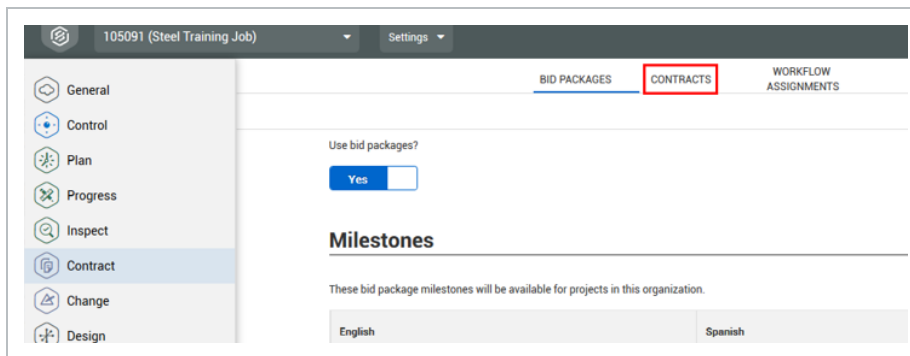 105091 (Steel Training Job)
Settings
General
Control
Plan
Progress
Inspect
Contract
Change
Design
BID PACKAGES
CONTRACTS
WORKFLOW
ASSIGNMENTS
Use bid packages?
Yes
Milestones
These bid package milestones will be available for projects in this organization.
English
Spanish